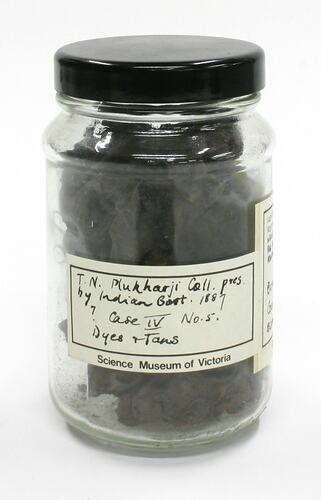 T. N. Mukharji Coll. pres.
by Indian Govt. 1887
? Case IV No. 5.
Dyes & Tans
Science Museum of Victoria